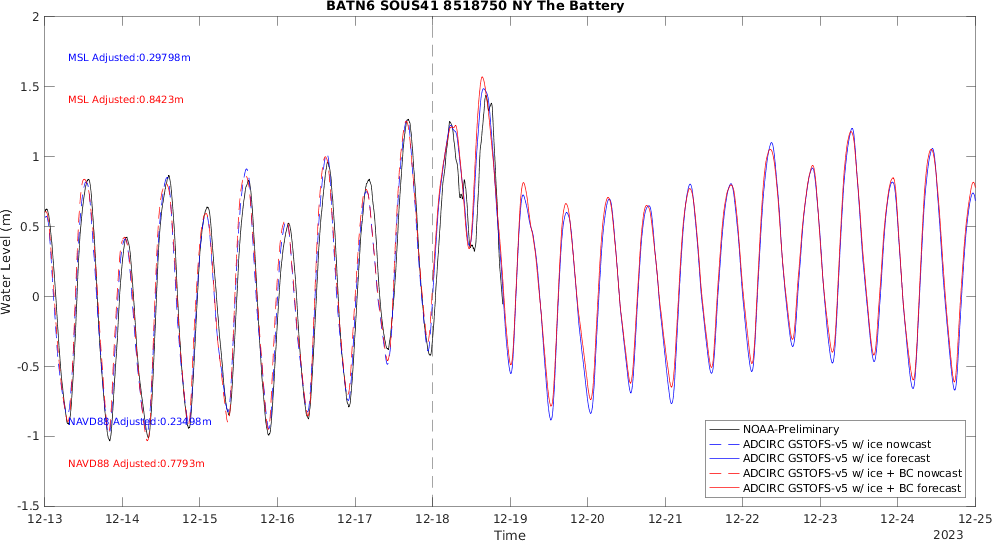 BATN6 SOUS41 8518750 NY The Battery
2
1.5
1
0.5
0
-0.5
-1
-1.5
Water Level (m)
MSL Adjusted:0.29798m
MSL Adjusted:0.8423m
NAVD88 Adjusted:0.23498m
NAVD88 Adjusted:0.7793m
NOAA-Preliminary
ADCIRC GSTOFS-v5 w/ ice nowcast
ADCIRC GSTOFS-v5 w/ ice forecast
ADCIRC GSTOFS-v5 w/ ice + BC nowcast
ADCIRC GSTOFS-v5 w/ ice + BC forecast
12-13 12-14 12-15 12-16 12-17 12-18 12-19 12-20 12-21 12-22 12-23 12-24 12-25
Time
2023